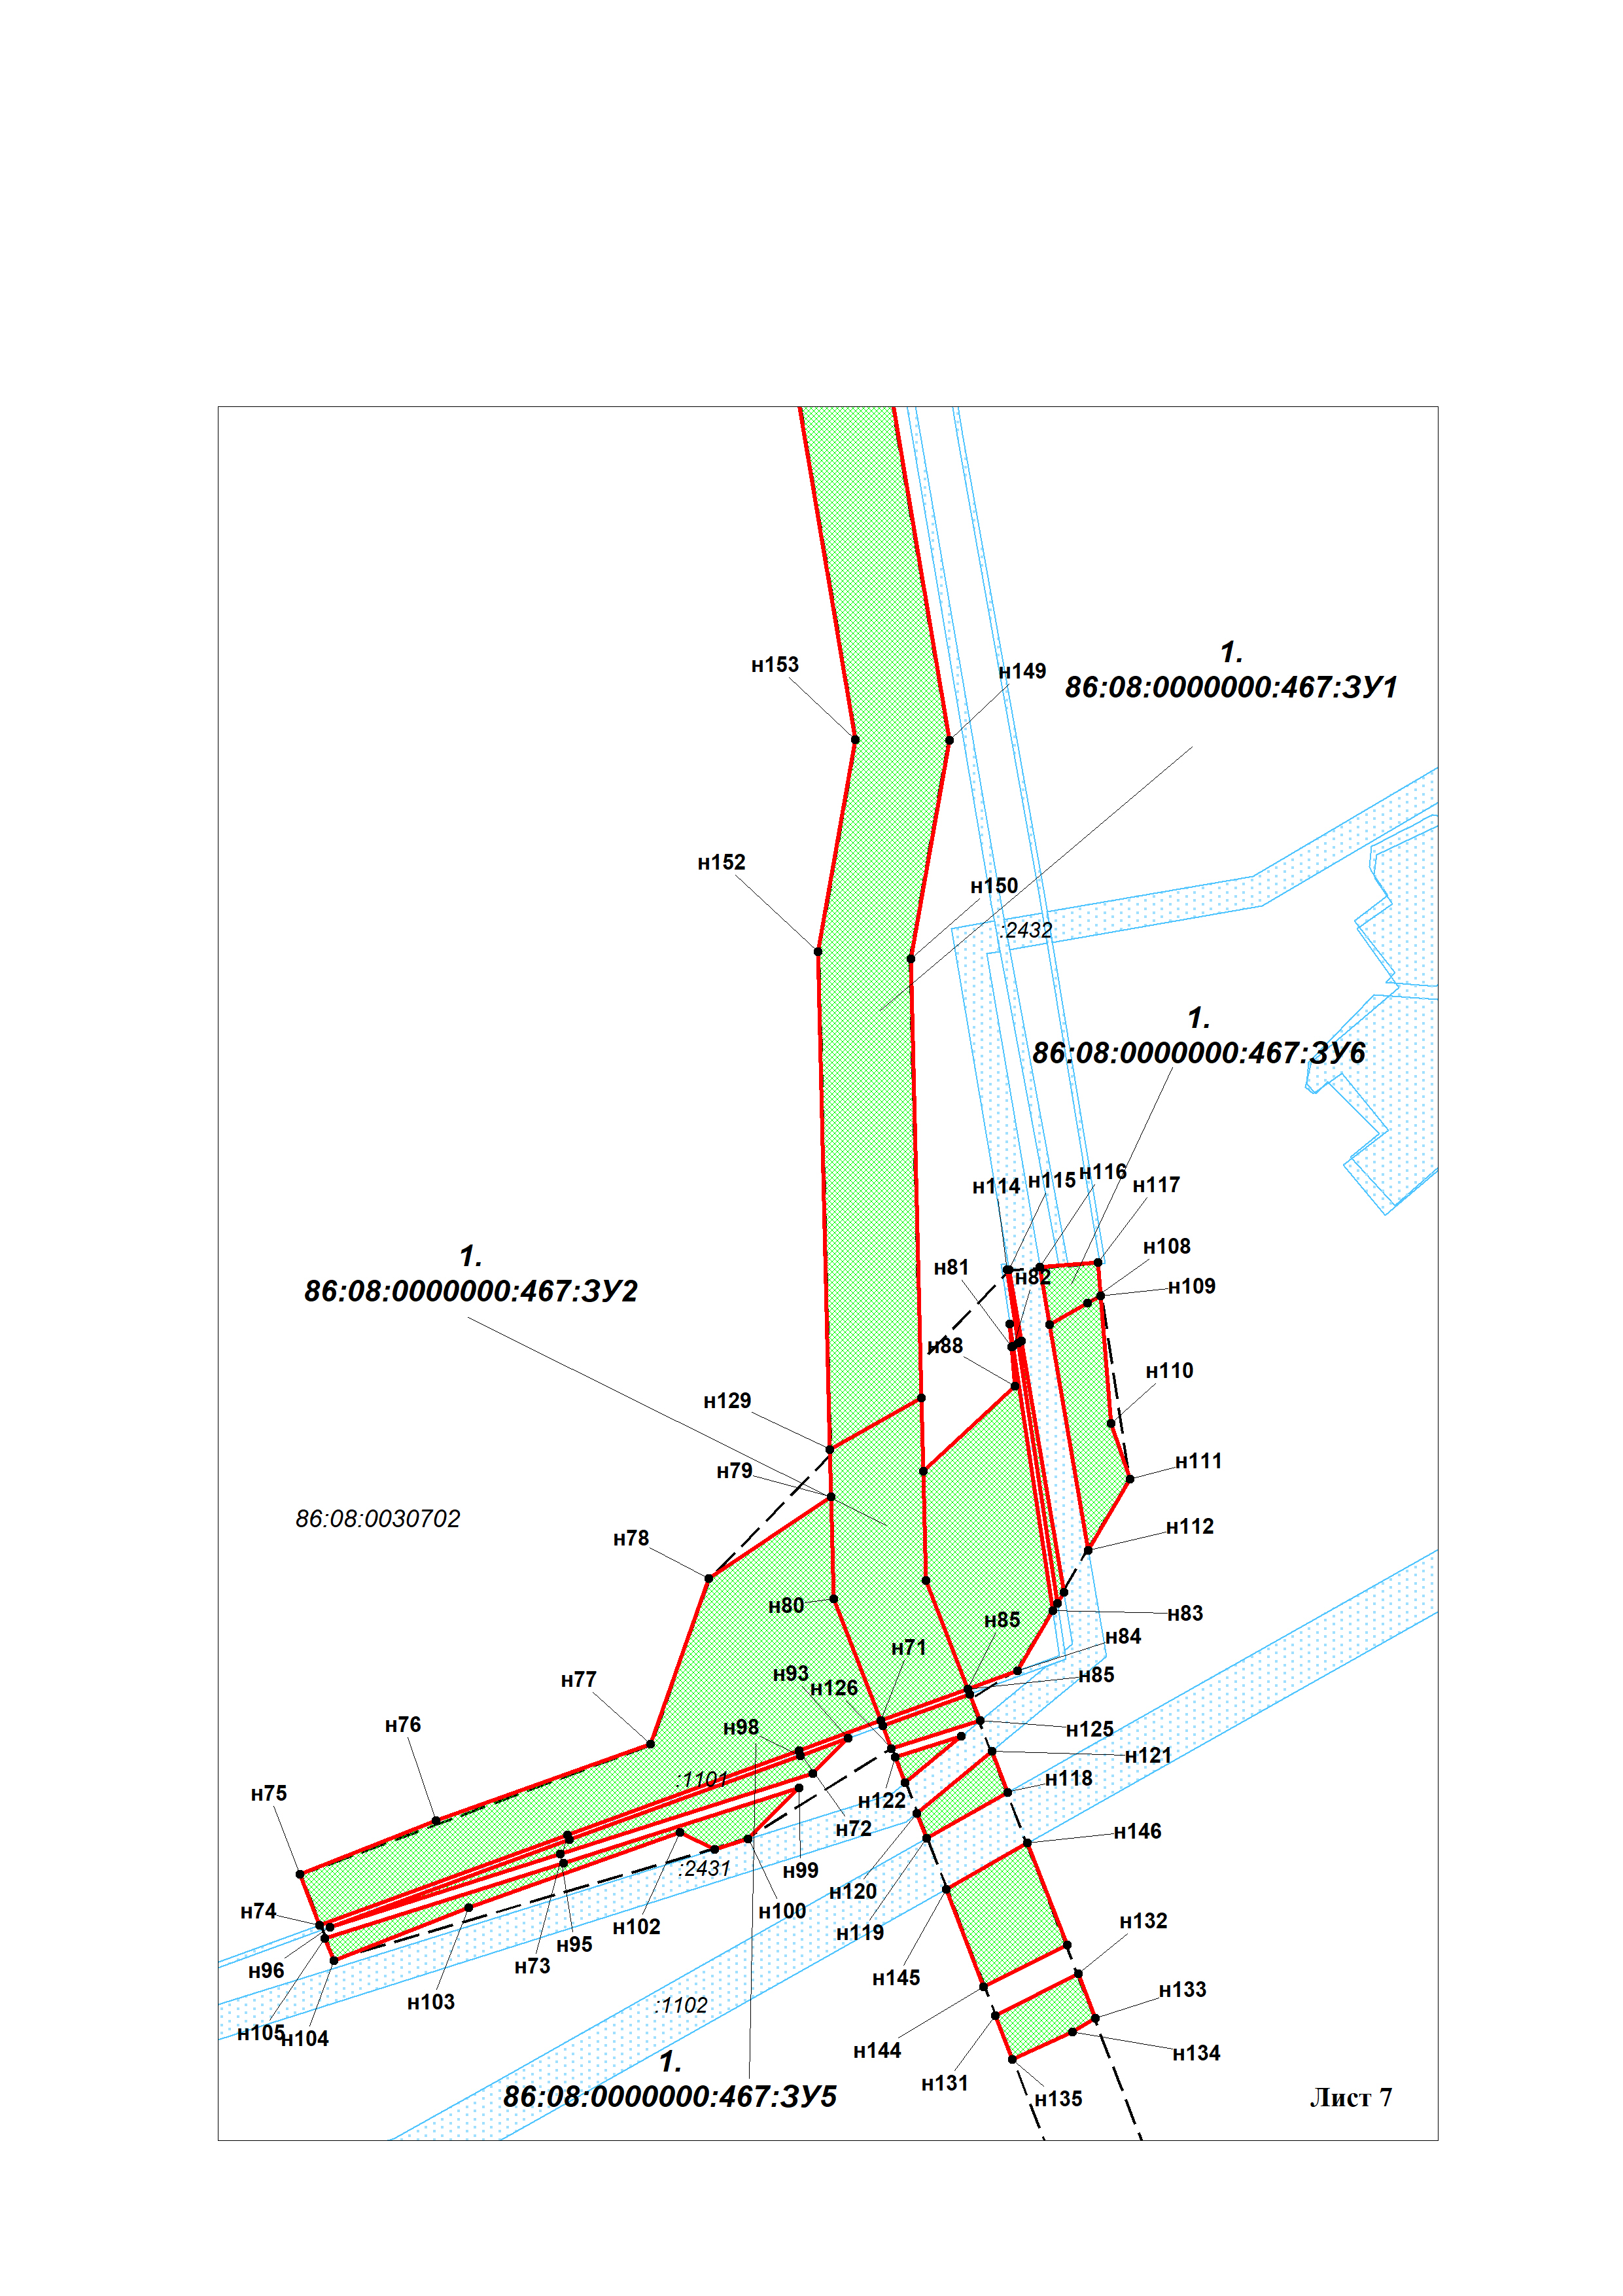 н153
1.
86:08:0000000:467:ЗУ1
н149
н152
н150
:2432
1.
86:08:0000000:467:ЗУ6
н114
н115
н116
н117
н108
н81
н82
н109
1.
86:08:0000000:467:ЗУ2
н88
н110
н129
н79
н111
86:08:0030702
н78
н112
н80
н83
н85
н84
н71
н93
н126
н85
н77
н98
н76
н125
н121
:1101
н75
н118
н122
н72
н146
:2431
н99
н120
н100
н74
н102
н119
н132
н95
н96
н73
н145
н133
н103
:1102
н105
н104
н144
н134
1.
н131
86:08:0000000:467:ЗУ5
н135
Лист 7